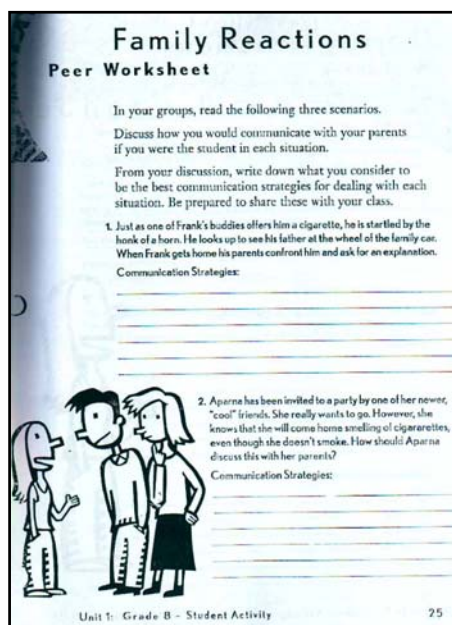 Family Reactions
Peer Worksheet
In your groups, read the following three scenarios.
Discuss how you would communicate with your parents
if you were the student in each situation.
From your discussion, write down what you consider to
be the best communication strategies for dealing with each
situation. Be prepared to share these with your class.
1. Just as one of Frank's buddies offers him a cigarette, he is startled by the
honk of a horn. He looks up to see his father at the wheel of the family car.
When Frank gets home his parents confront him and ask for an explanation.
Communication Strategies:
2. Aparna has been invited to a party by one of her newer,
"cool" friends. She really wants to go. However, she
knows that she will come home smelling of cigararettes,
even though she doesn't smoke. How should Aparna
discuss this with her parents?
Communication Strategies:
Unit 1: Grade 8 - Student Activity 25